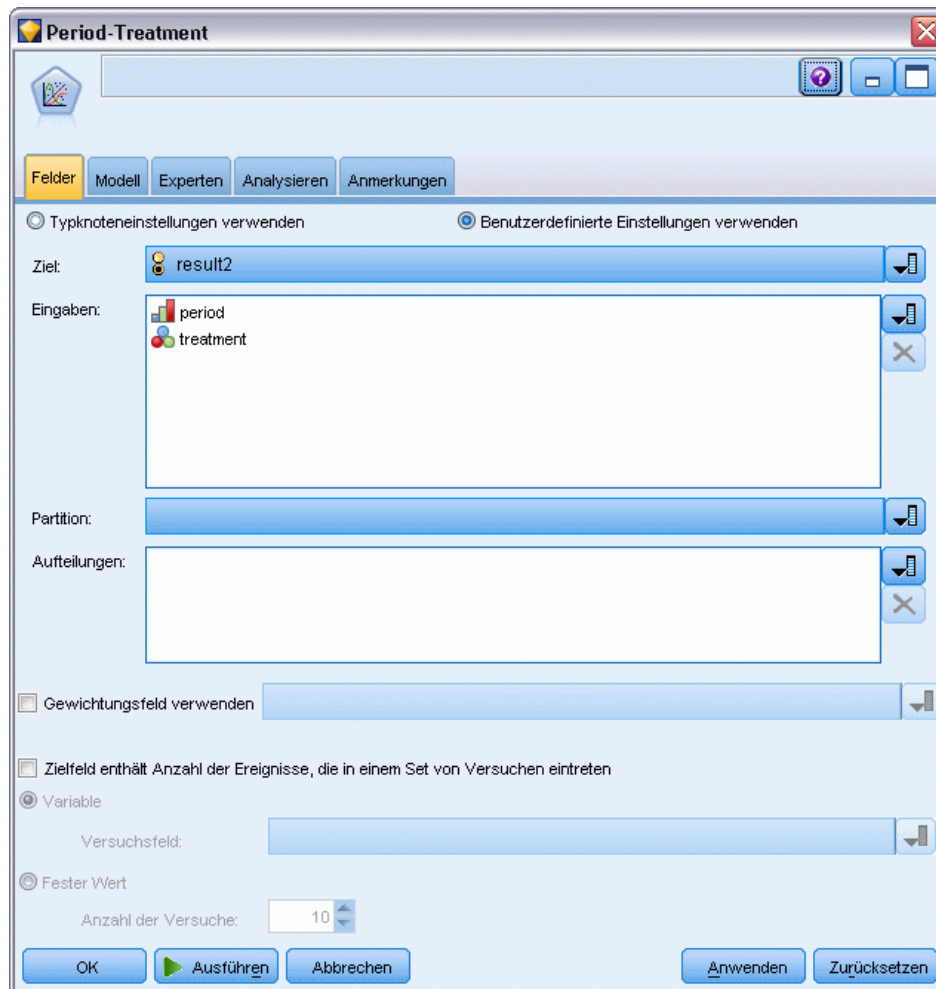 Period-Treatment
?
Felder Modell Experten Analysieren Anmerkungen
Typknoteneinstellungen verwenden Benutzerdefinierte Einstellungen verwenden
Ziel: result2
Eingaben: period
treatment
Partition:
Aufteilungen:
Gewichtungsfeld verwenden
Zielfeld enthält Anzahl der Ereignisse, die in einem Set von Versuchen eintreten
Variable
Versuchsfeld:
Fester Wert
Anzahl der Versuche: 10
OK Ausführen Abbrechen Anwenden Zurücksetzen